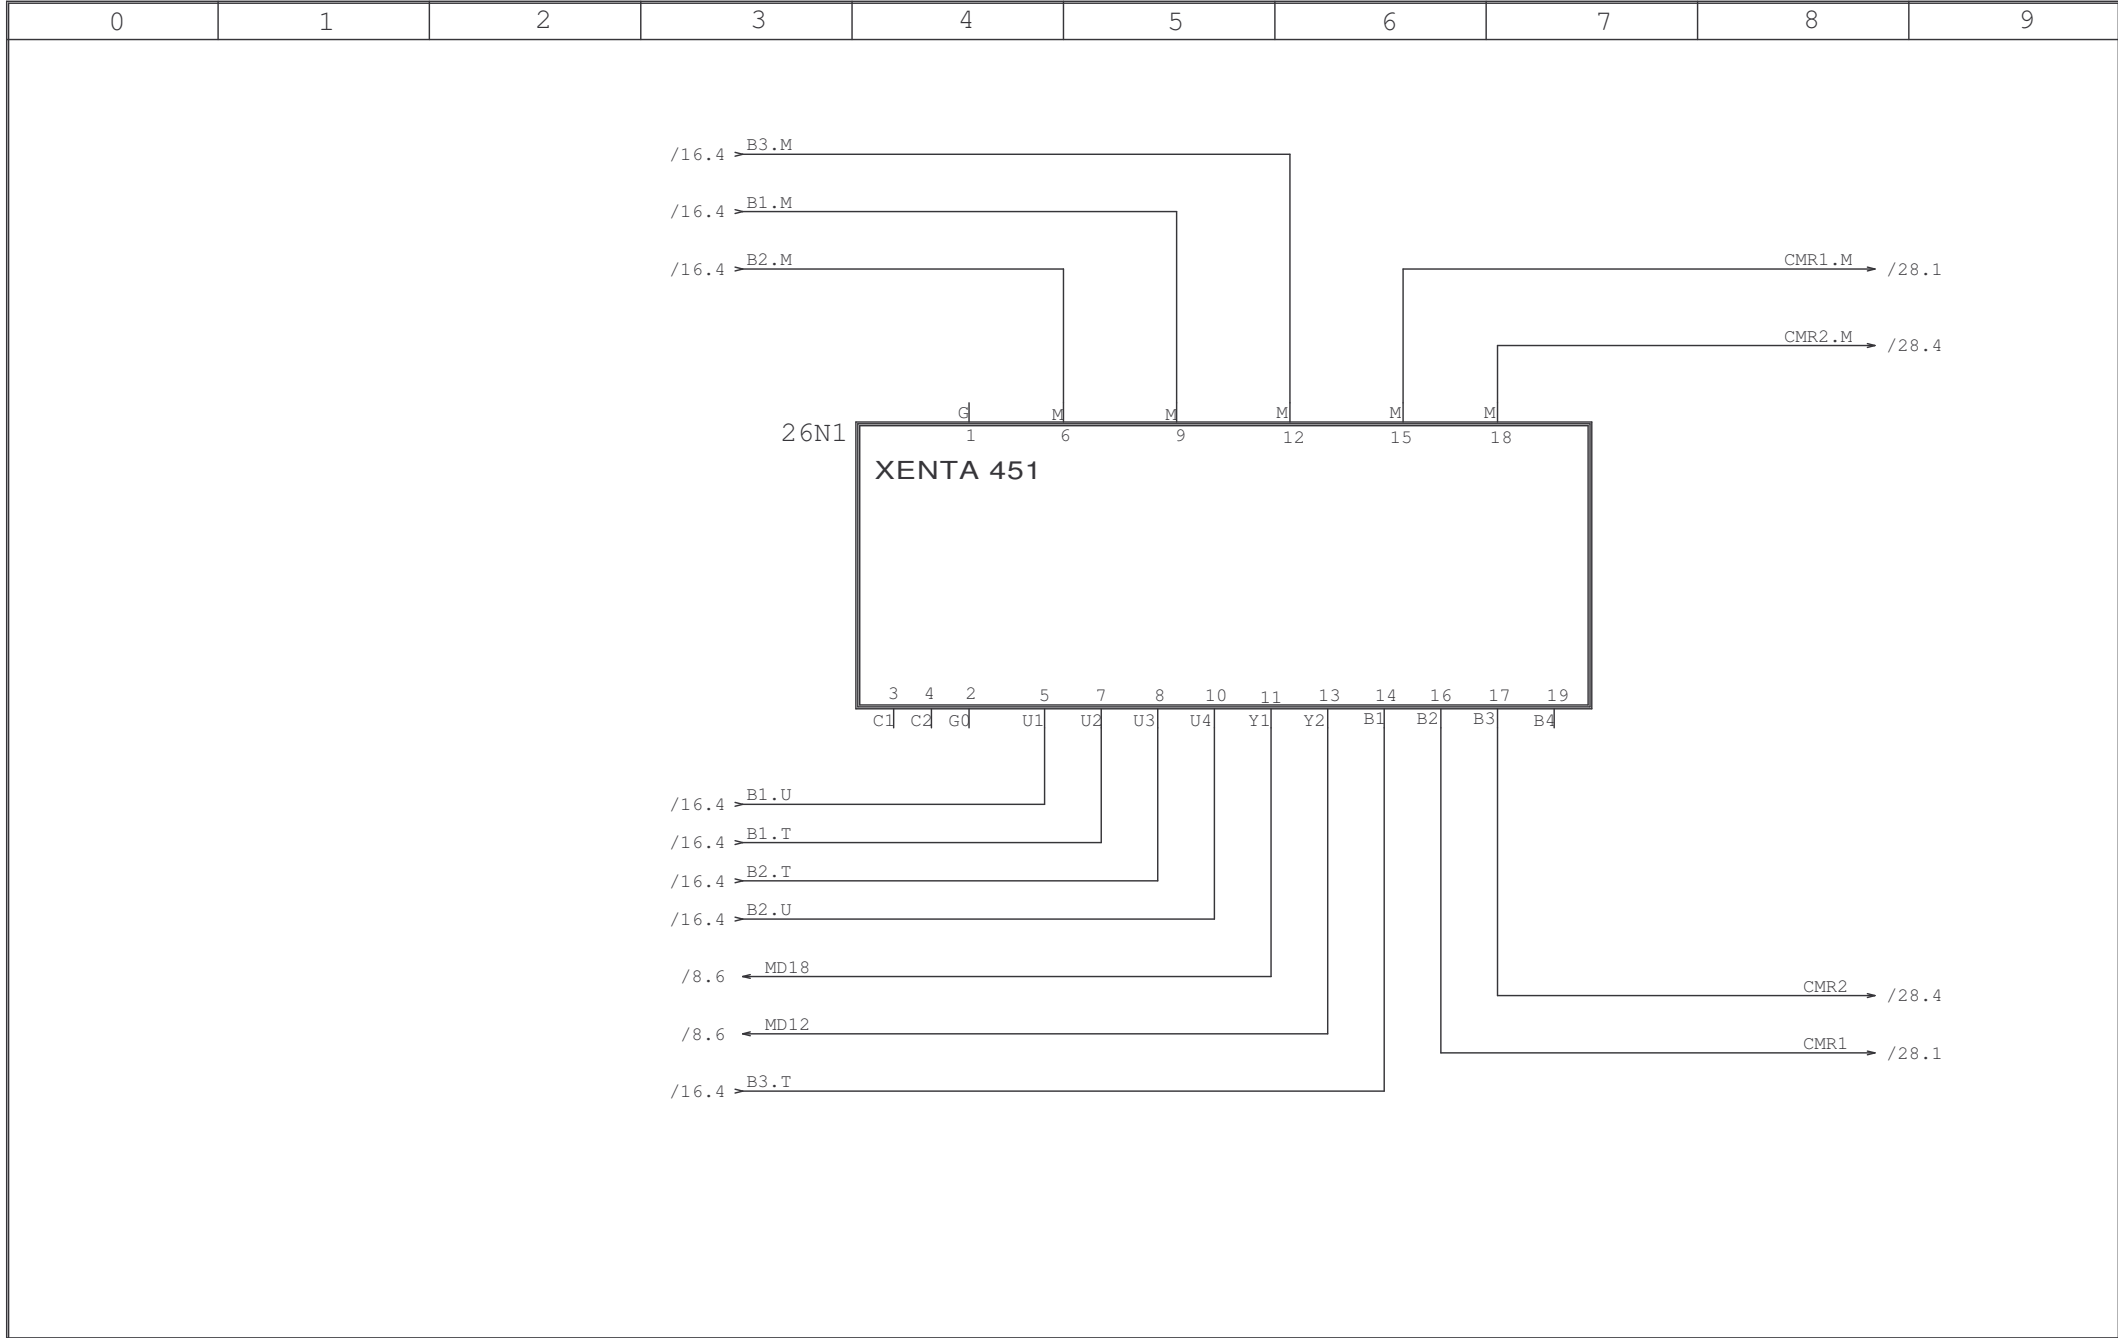 0 1 2 3 4 5 6 7 8 9
B3.M
/16.4
B1.M
/16.4
B2.M
/16.4
CMR1.M
/28.1
CMR2.M
/28.4
G M M M M M
26N1
1 6 9 12 15 18
XENTA 451
3 4 2 5 7 8 10 11 13 14 16 17 19
C1 C2 G0 U1 U2 U3 U4 Y1 Y2 B1 B2 B3 B4
B1.U
/16.4
B1.T
/16.4
B2.T
/16.4
B2.U
/16.4
MD18
/8.6
CMR2
/28.4
MD12
/8.6
CMR1
/28.1
B3.T
/16.4